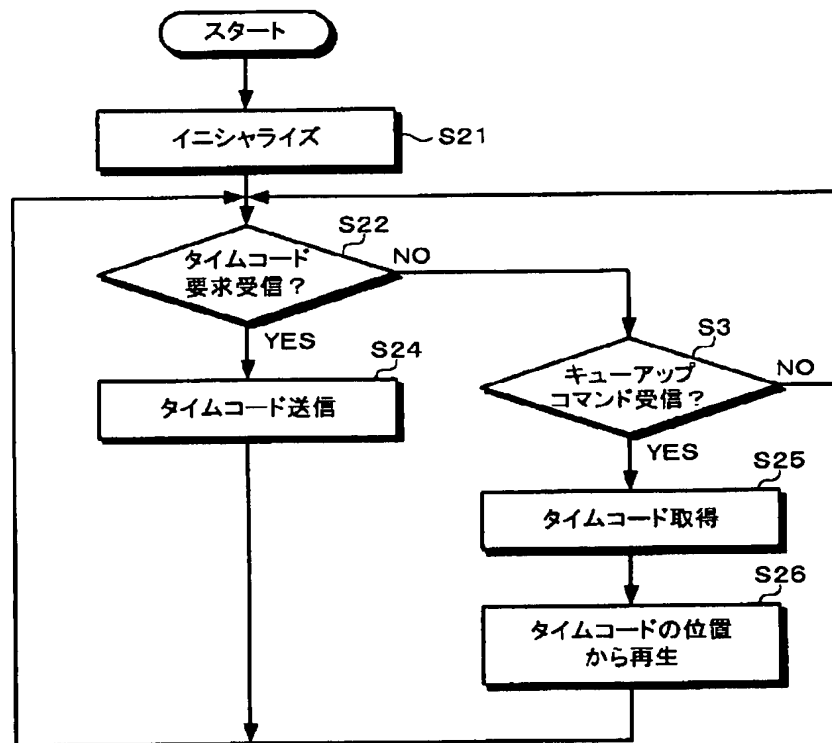 スタート
イニシャライズ
S21
S22
タイムコード
要求受信?
NO
YES
S24
タイムコード送信
S3
キューアップ
コマンド受信?
NO
YES
S25
タイムコード取得
S26
タイムコードの位置
から再生